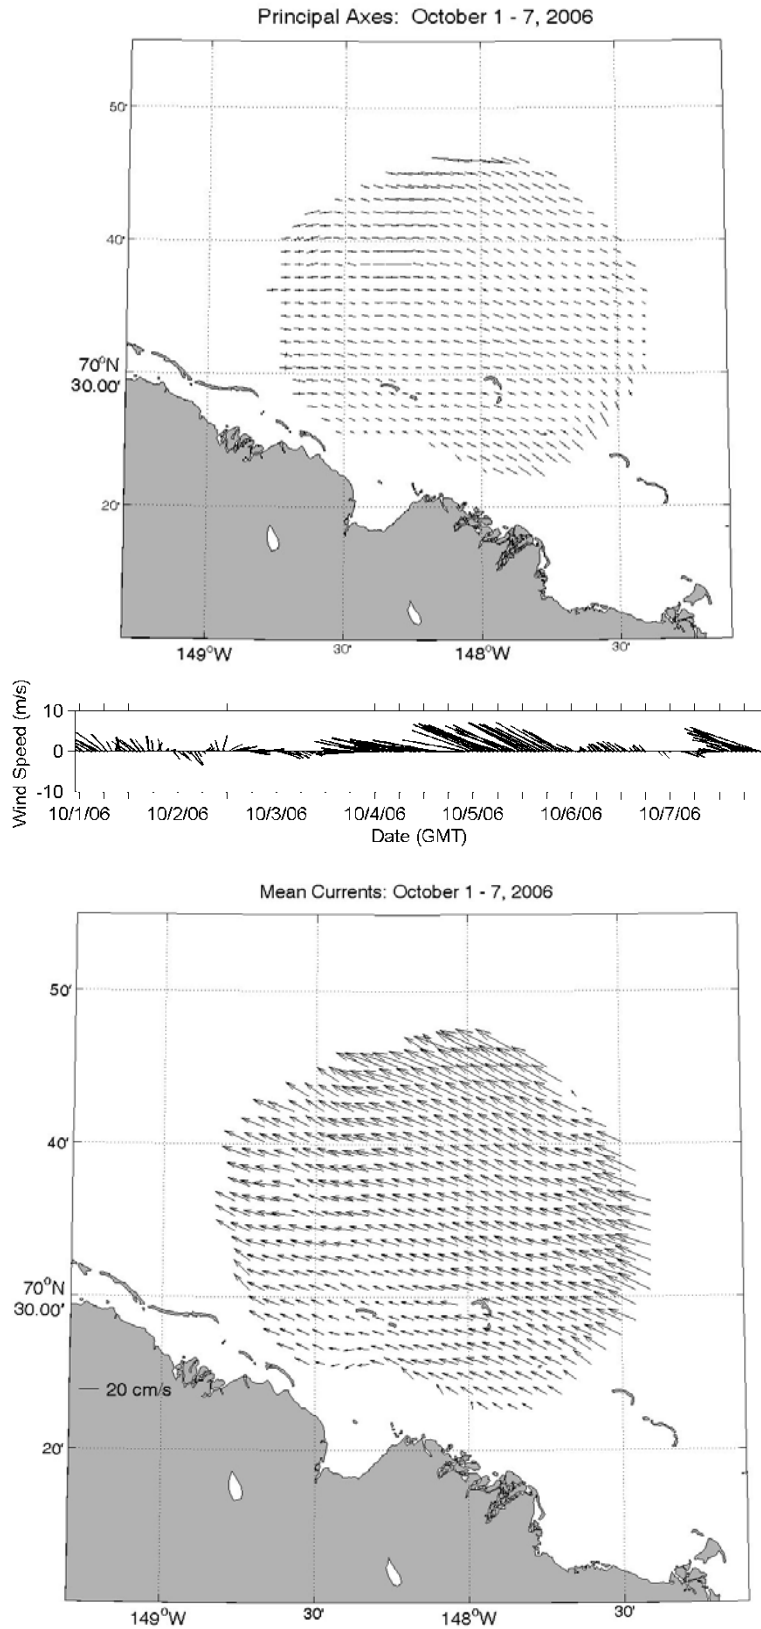 Principal Axes: October 1 - 7, 2006
50'
40'
70°N
30.00'
20'
149°W 30' 148°W 30'
Wind Speed (m/s)
10
0
-10
10/1/06 10/2/06 10/3/06 10/4/06 10/5/06 10/6/06 10/7/06
Date (GMT)
Mean Currents: October 1 - 7, 2006
50'
40'
70°N
30.00'
20 cm/s
20'
149°W 30' 148°W 30'